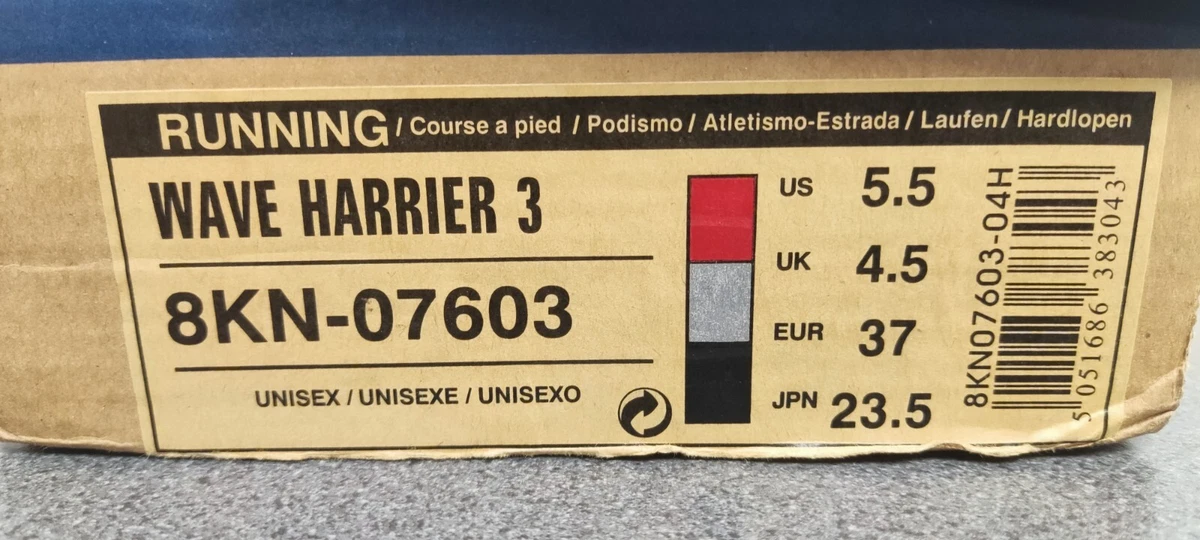 RUNNING / Course a pied / Podismo / Atletismo-Estrada / Laufen / Hardlopen
WAVE HARRIER 3
8KN-07603
UNISEX / UNISEXE / UNISEXO
US 5.5
UK 4.5
EUR 37
JPN 23.5
8KN07603-04H
5 051686 383043